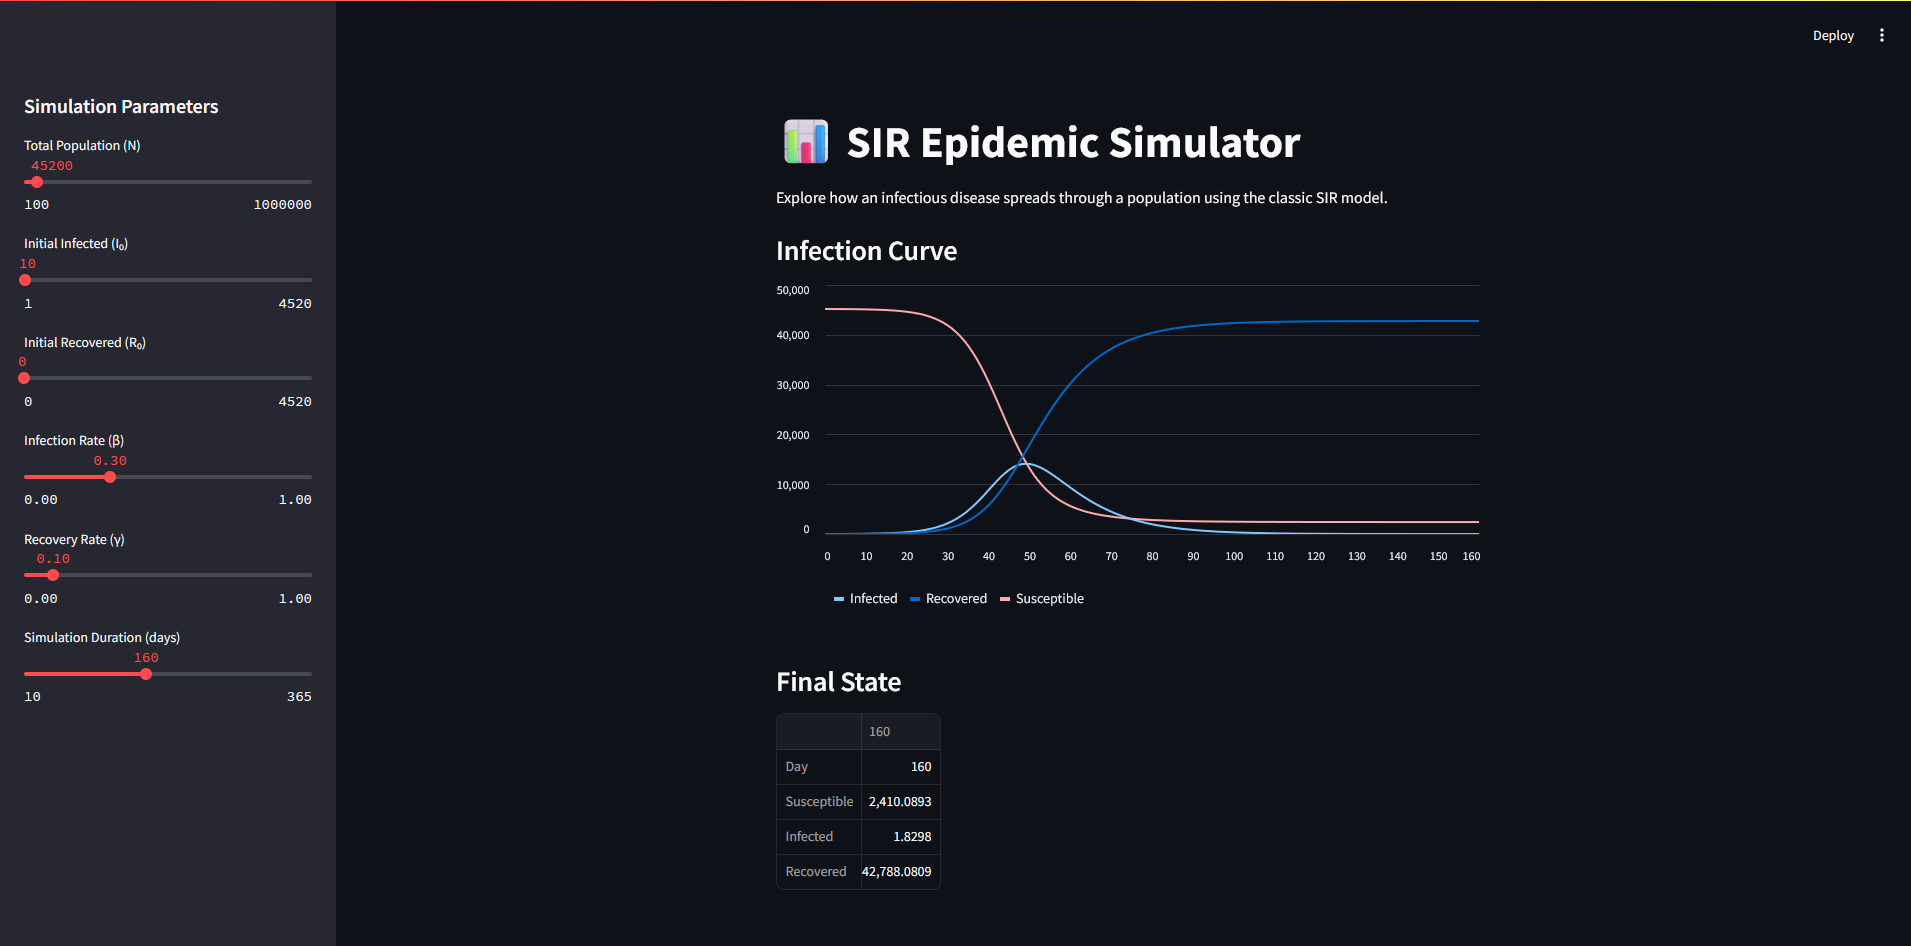 Deploy
Simulation Parameters
Total Population (N)
45200
100 1000000
Initial Infected (I₀)
10
1 4520
Initial Recovered (R₀)
0
0 4520
Infection Rate (β)
0.30
0.00 1.00
Recovery Rate (γ)
0.10
0.00 1.00
Simulation Duration (days)
160
10 365
SIR Epidemic Simulator
Explore how an infectious disease spreads through a population using the classic SIR model.
Infection Curve
50,000
40,000
30,000
20,000
10,000
0
0 10 20 30 40 50 60 70 80 90 100 110 120 130 140 150 160
Infected Recovered Susceptible
Final State
160
Day 160
Susceptible 2,410.0893
Infected 1.8298
Recovered 42,788.0809